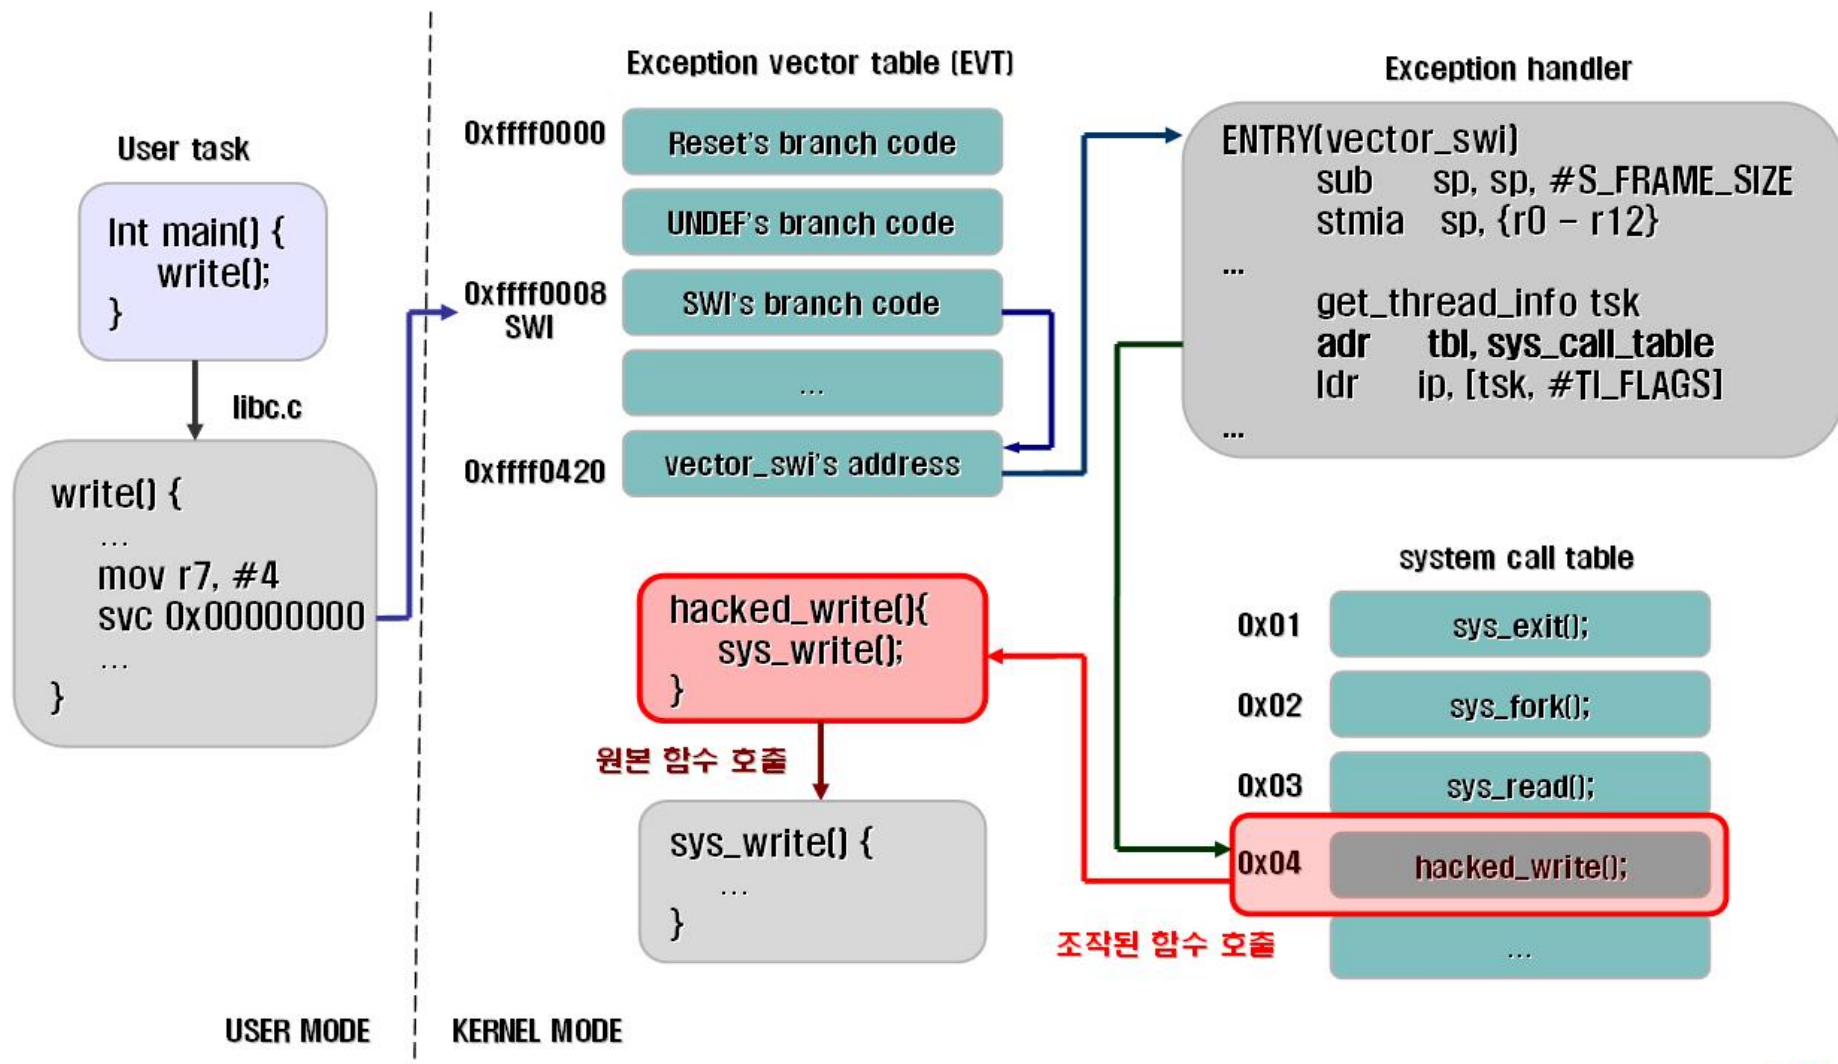 User task
Int main() {
write();
}
libc.c
write() {
...
mov r7, #4
svc 0x00000000
...
}
USER MODE
KERNEL MODE
Exception vector table (EVT)
0xffff0000
Reset's branch code
UNDEF's branch code
0xffff0008
SWI
SWI's branch code
...
0xffff0420
vector_swi's address
Exception handler
ENTRY(vector_swi)
sub sp, sp, #S_FRAME_SIZE
stmia sp, {r0 – r12}
...
get_thread_info tsk
adr tbl, sys_call_table
ldr ip, [tsk, #TI_FLAGS]
...
system call table
0x01
sys_exit();
0x02
sys_fork();
0x03
sys_read();
0x04
hacked_write();
...
조작된 함수 호출
hacked_write(){
sys_write();
}
원본 함수 호출
sys_write() {
...
}